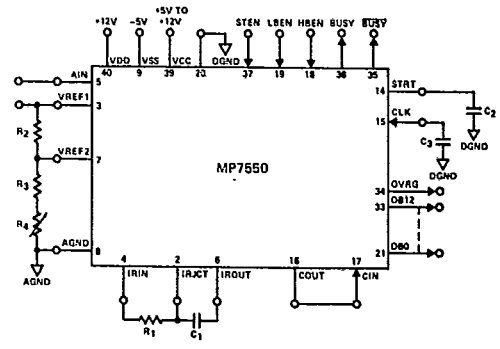 +5V TO
+12V -5V +12V STEN LBEN HBEN BUSY BUSY
DGND
VDD VSS VCC
40 9 39 20 37 19 18 38 35
AIN
5
VREF1
3
R2
VREF2
7
R3
R4
AGND
8
AGND
MP7550
14 STRT
C2
DGND
15 CLK
C3
DGND
34 OVRG
33 DB12
21 DB0
4 2 6 16 17
IRIN IRJCT IROUT COUT CIN
R1 C1